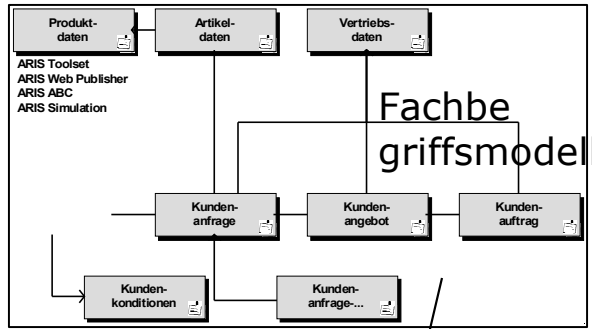 Produkt-
daten
Artikel-
daten
Vertriebs-
daten
ARIS Toolset
ARIS Web Publisher
ARIS ABC
ARIS Simulation
Fachbe
griffsmodell
Kunden-
anfrage
Kunden-
angebot
Kunden-
auftrag
Kunden-
konditionen
Kunden-
anfrage-...
/